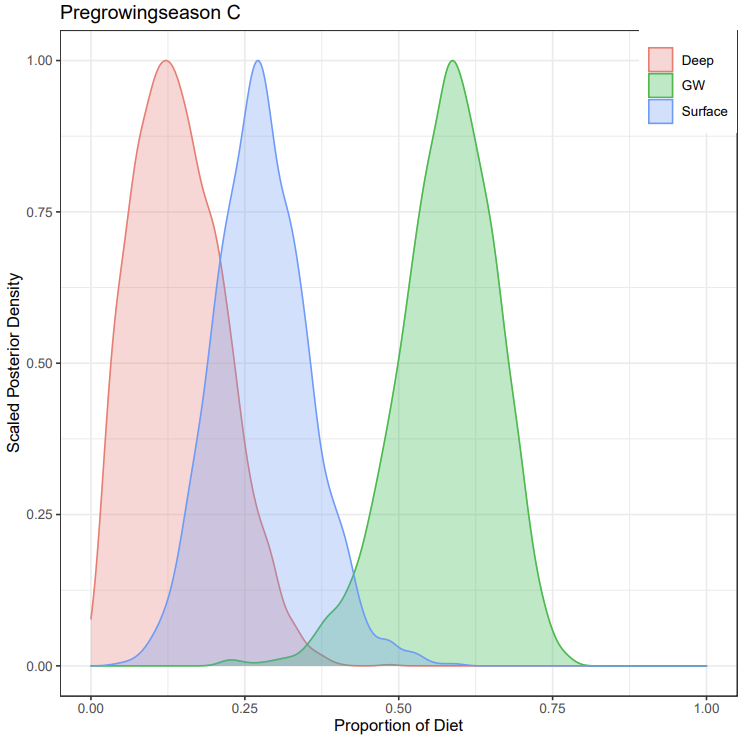 Pregrowingseason C
Deep
GW
Surface
Scaled Posterior Density
1.00
0.75
0.50
0.25
0.00
0.00 0.25 0.50 0.75 1.00
Proportion of Diet